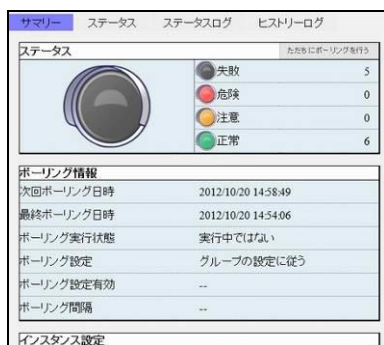 サマリー ステータス ステータスログ ヒストリーログ
ステータス ただちにポーリングを行う
失敗 5
危険 0
注意 0
正常 6
ポーリング情報
次回ポーリング日時 2012/10/20 14:58:49
最終ポーリング日時 2012/10/20 14:54:06
ポーリング実行状態 実行中ではない
ポーリング設定 グループの設定に従う
ポーリング設定有効 --
ポーリング間隔 --
インスタンス設定